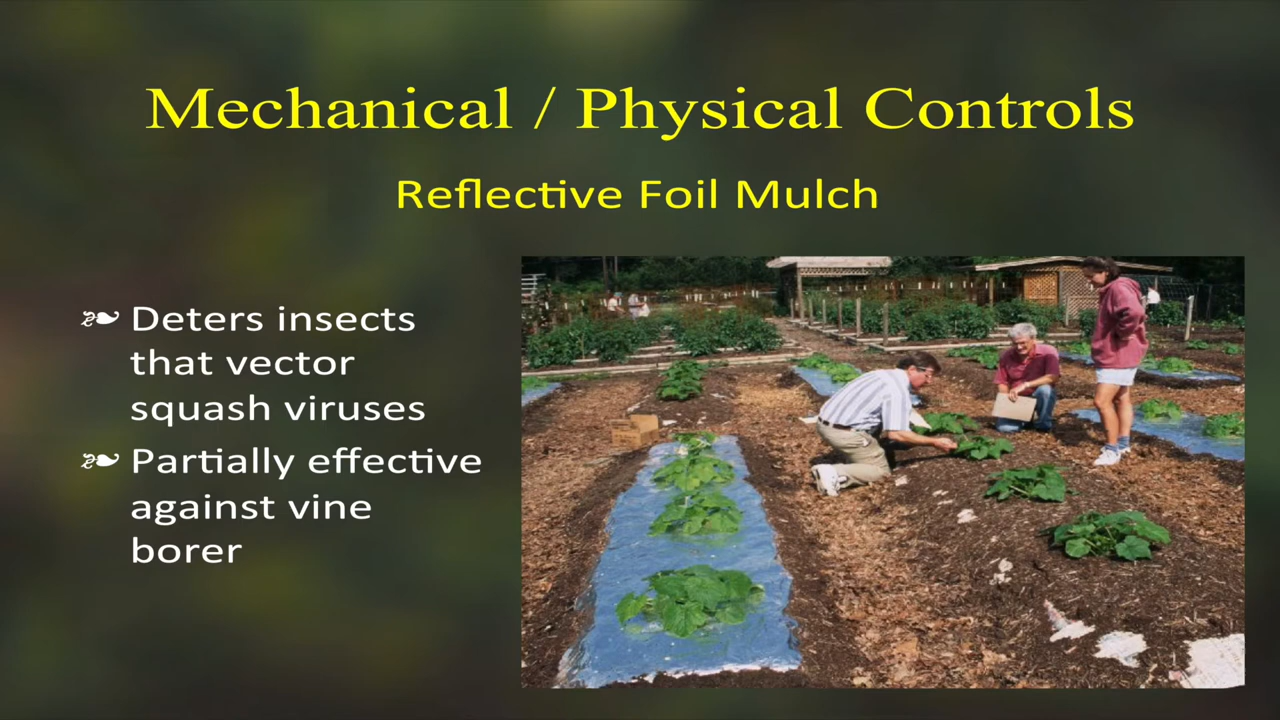 Mechanical / Physical Controls
Reflective Foil Mulch
Deters insects
that vector
squash viruses
Partially effective
against vine
borer